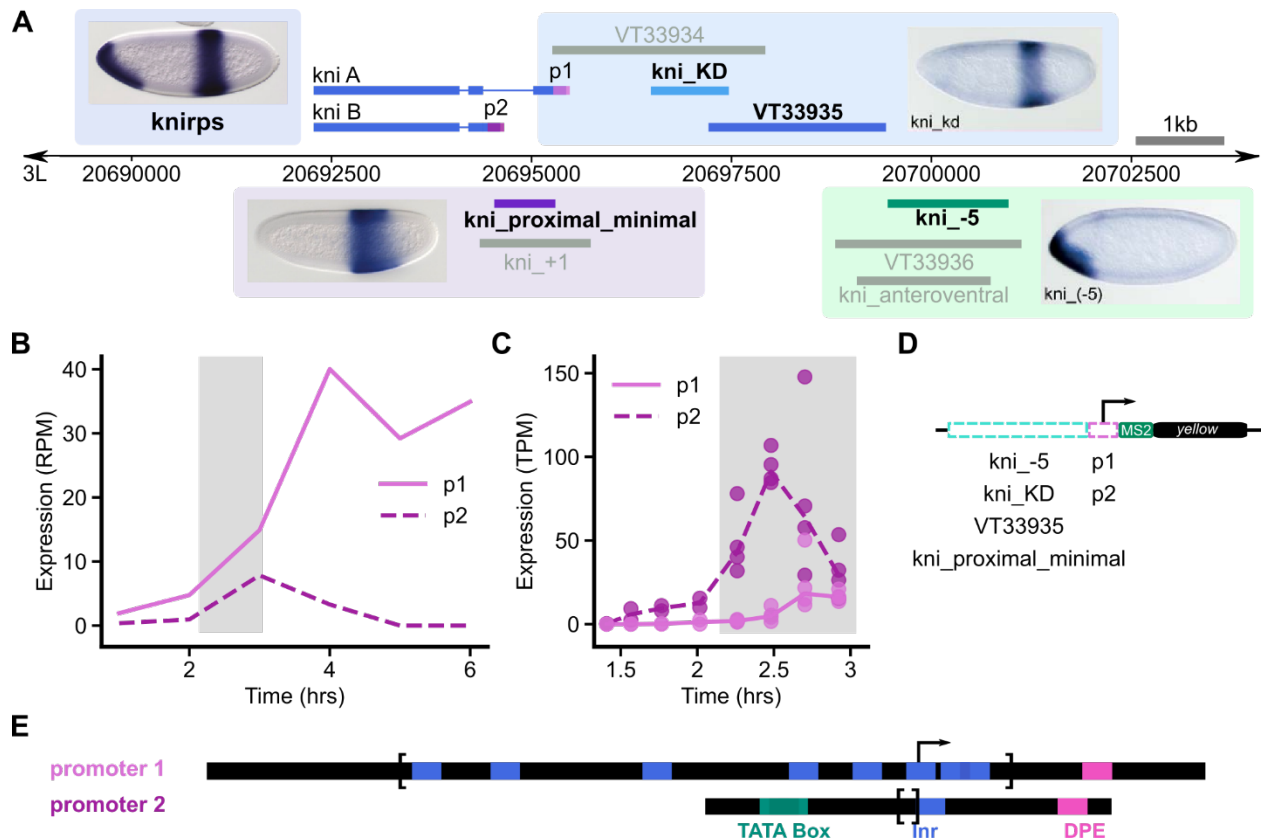 A
knirps
kni A
kni B
p1
p2
VT33934
kni_KD
VT33935
kni_kd
1kb
3L
20690000 20692500 20695000 20697500 20700000 20702500
kni_proximal_minimal
kni_+1
kni_-5
VT33936
kni_anteroventral
kni_(-5)
B
Expression (RPM)
40
30
20
10
0
2 4 6
Time (hrs)
p1
p2
C
Expression (TPM)
150
100
50
0
1.5 2 2.5 3
Time (hrs)
p1
p2
D
MS2 yellow
kni_-5 p1
kni_KD p2
VT33935
kni_proximal_minimal
E
promoter 1
promoter 2
TATA Box Inr DPE